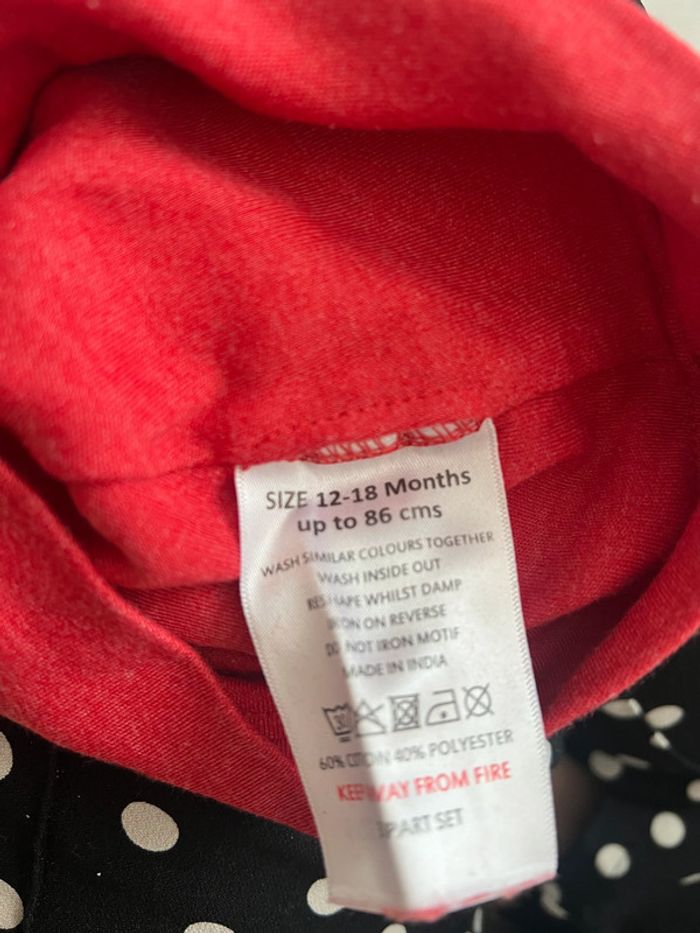 SIZE 12-18 Months
up to 86 cms
WASH SIMILAR COLOURS TOGETHER
WASH INSIDE OUT
RESHAPE WHILST DAMP
IRON ON REVERSE
DO NOT IRON MOTIF
MADE IN INDIA
30
60% COTTON 40% POLYESTER
KEEP AWAY FROM FIRE
PART SET